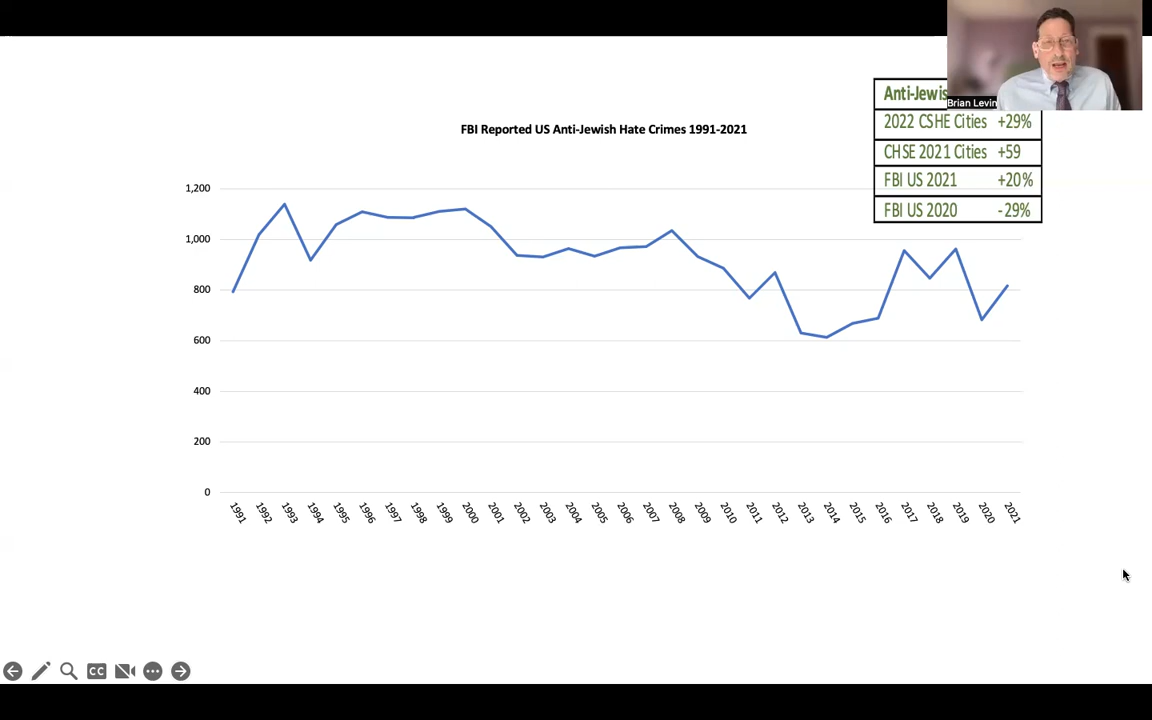 Brian Levin
Anti-Jewis
2022 CSHE Cities +29%
CHSE 2021 Cities +59
FBI US 2021 +20%
FBI US 2020 -29%
FBI Reported US Anti-Jewish Hate Crimes 1991-2021
1,200
1,000
800
600
400
200
0
1991 1992 1993 1994 1995 1996 1997 1998 1999 2000 2001 2002 2003 2004 2005 2006 2007 2008 2009 2010 2011 2012 2013 2014 2015 2016 2017 2018 2019 2020 2021
CC